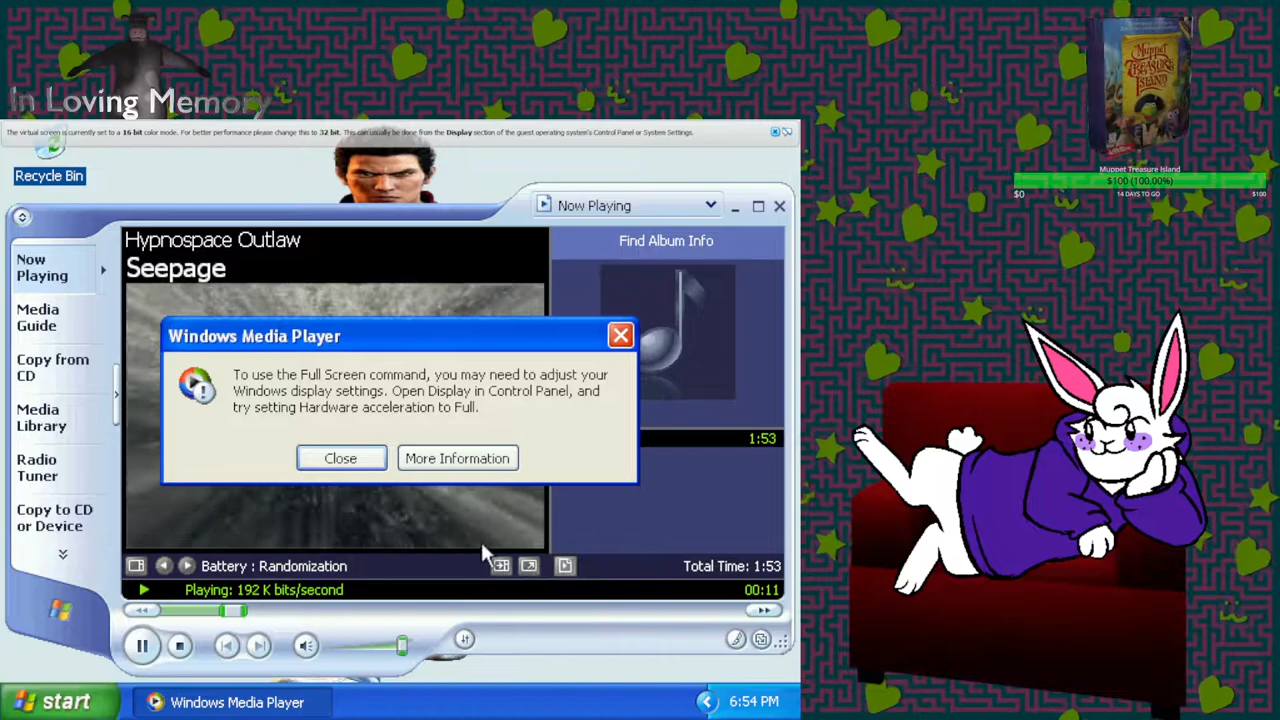 In Loving Memory
The virtual screen is currently set to a 16 bit color mode. For better performance please change this to 32 bit. This can usually be done from the Display section of the guest operating system's Control Panel or System Settings.
Recycle Bin
Now Playing
Now
Playing
Media
Guide
Copy from
CD
Media
Library
Radio
Tuner
Copy to CD
or Device
Hypnospace Outlaw
Seepage
Find Album Info
Windows Media Player
To use the Full Screen command, you may need to adjust your
Windows display settings. Open Display in Control Panel, and
try setting Hardware acceleration to Full.
Close
More Information
1:53
Battery : Randomization
Total Time: 1:53
Playing: 192 K bits/second
00:11
start
Windows Media Player
6:54 PM
Muppet
Treasure
Island
Muppet Treasure Island
$100 (100.00%)
$0
14 DAYS TO GO
$100